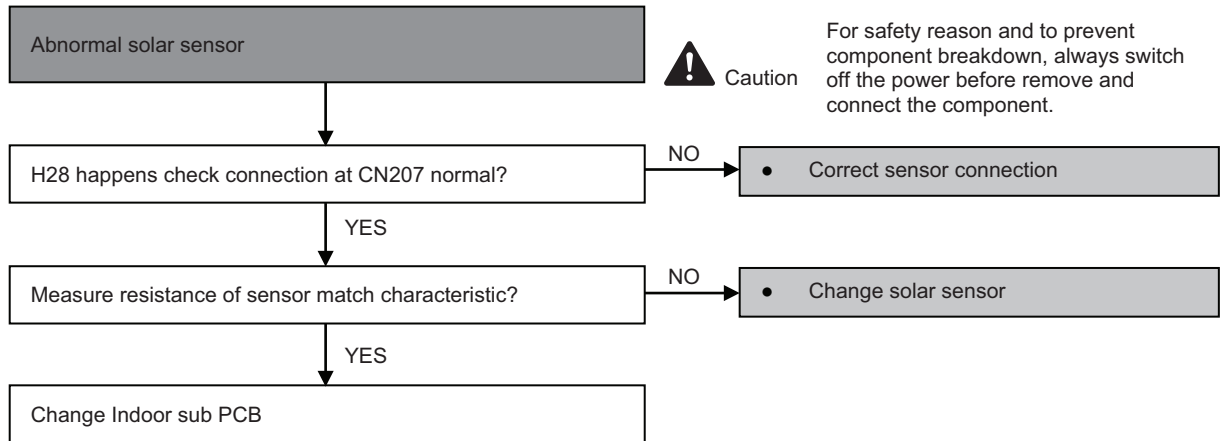 Abnormal solar sensor
Caution
For safety reason and to prevent
component breakdown, always switch
off the power before remove and
connect the component.
H28 happens check connection at CN207 normal?
NO
● Correct sensor connection
YES
Measure resistance of sensor match characteristic?
NO
● Change solar sensor
YES
Change Indoor sub PCB